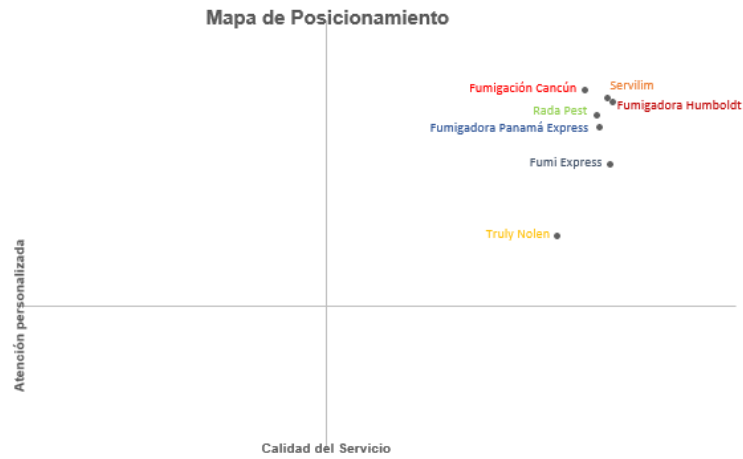 Mapa de Posicionamiento
Servilim
Fumigación Cancún
Fumigadora Humboldt
Rada Pest
Fumigadora Panamá Express
Fumi Express
Truly Nolen
Atención personalizada
Calidad del Servicio